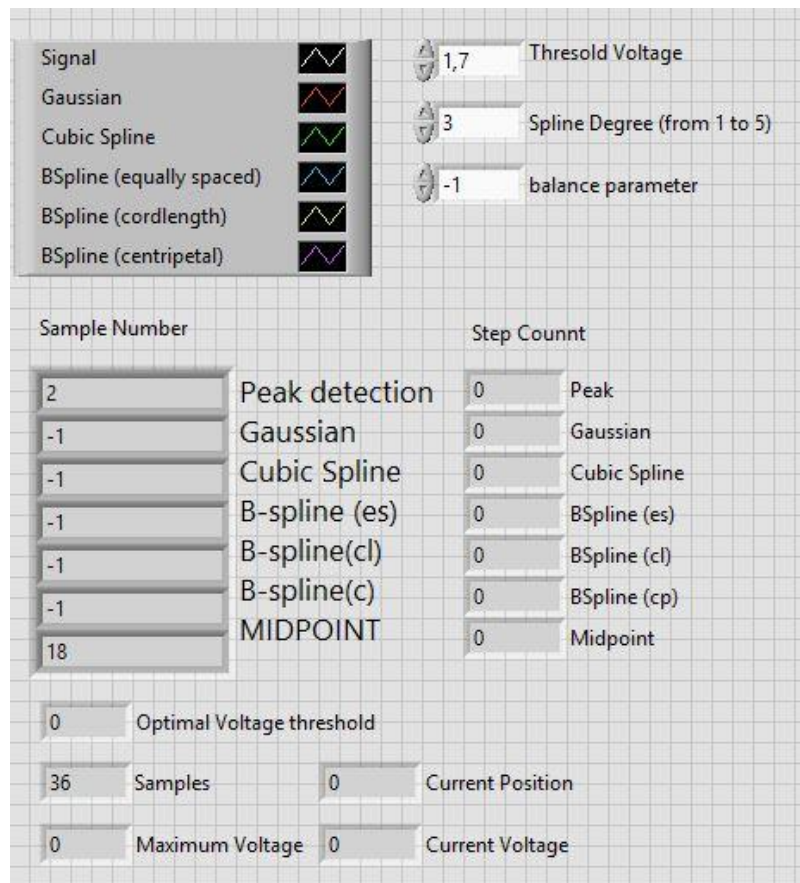 Signal
Gaussian
Cubic Spline
BSpline (equally spaced)
BSpline (cordlength)
BSpline (centripetal)
1,7 Thresold Voltage
3 Spline Degree (from 1 to 5)
-1 balance parameter
Sample Number
2 Peak detection
-1 Gaussian
-1 Cubic Spline
-1 B-spline (es)
-1 B-spline(cl)
-1 B-spline(c)
18 MIDPOINT
Step Counnt
0 Peak
0 Gaussian
0 Cubic Spline
0 BSpline (es)
0 BSpline (cl)
0 BSpline (cp)
0 Midpoint
0 Optimal Voltage threshold
36 Samples 0 Current Position
0 Maximum Voltage 0 Current Voltage